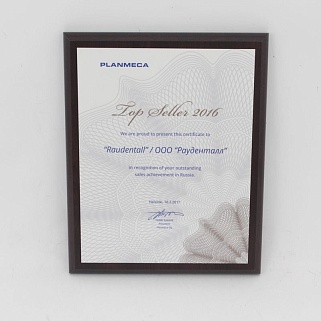 PLANMECA
Top Seller 2016
We are proud to present this certificate to
"Raudentall" / ООО "Рауденталл"
in recognition of your outstanding
sales achievement in Russia